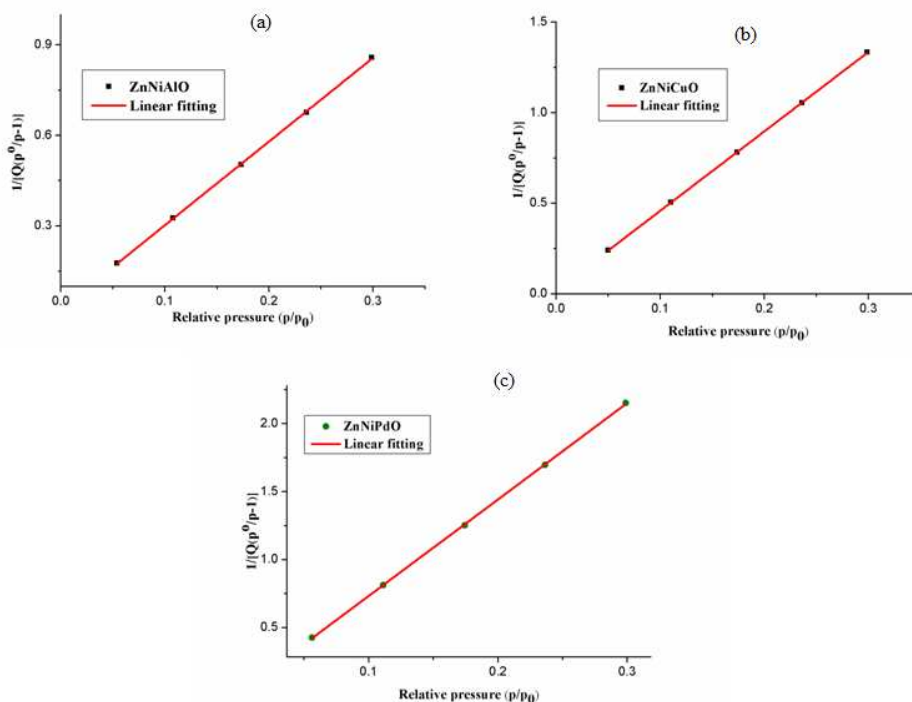 (a)
0.9
0.6
0.3
ZnNiAlO
Linear fitting
1/[Q(p⁰/p-1)]
0.0 0.1 0.2 0.3
Relative pressure (p/p₀)
(b)
1.5
1.0
0.5
0.0
ZnNiCuO
Linear fitting
1/[Q(p⁰/p-1)]
0.0 0.1 0.2 0.3
Relative pressure (p/p₀)
(c)
2.0
1.5
1.0
0.5
ZnNiPdO
Linear fitting
1/[Q(p⁰/p-1)]
0.1 0.2 0.3
Relative pressure (p/p₀)